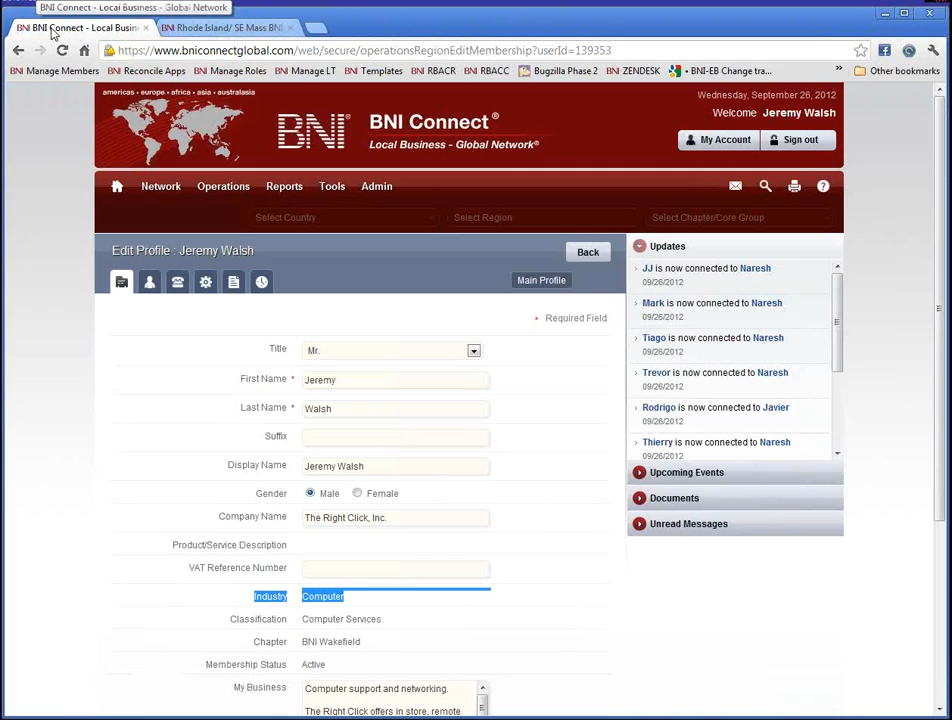 BNI Connect - Local Business - Global Network
BNI BNI Connect - Local Busin
BNI Rhode Island/ SE Mass BNI
https://www.bniconnectglobal.com/web/secure/operationsRegionEditMembership?userId=139353
BNI Manage Members BNI Reconcile Apps BNI Manage Roles BNI Manage LT BNI Templates BNI RBACR BNI RBACC Bugzilla Phase 2 BNI ZENDESK BNI-EB Change tra... » Other bookmarks
americas • europe • africa • asia • australasia
Wednesday, September 26, 2012
Welcome Jeremy Walsh
BNI® BNI Connect®
Local Business - Global Network®
My Account Sign out
Network Operations Reports Tools Admin
Select Country Select Region Select Chapter/Core Group
Edit Profile : Jeremy Walsh
Back
Main Profile
* Required Field
Title Mr.
First Name * Jeremy
Last Name * Walsh
Suffix
Display Name Jeremy Walsh
Gender Male Female
Company Name The Right Click, Inc.
Product/Service Description
VAT Reference Number
Industry Computer
Classification Computer Services
Chapter BNI Wakefield
Membership Status Active
My Business Computer support and networking.
The Right Click offers in store, remote
Updates
JJ is now connected to Naresh
09/26/2012
Mark is now connected to Naresh
09/26/2012
Tiago is now connected to Naresh
09/26/2012
Trevor is now connected to Naresh
09/26/2012
Rodrigo is now connected to Javier
09/26/2012
Thierry is now connected to Naresh
09/26/2012
Upcoming Events
Documents
Unread Messages